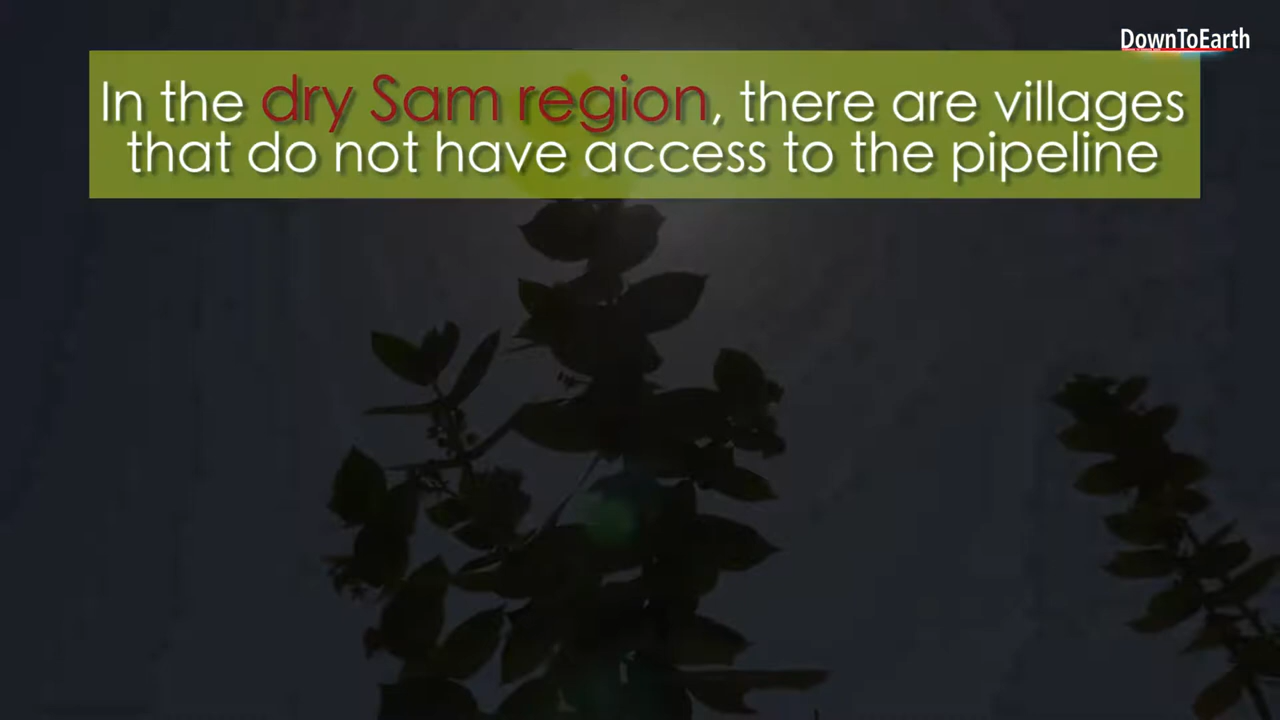 DownToEarth
In the dry Sam region, there are villages
that do not have access to the pipeline